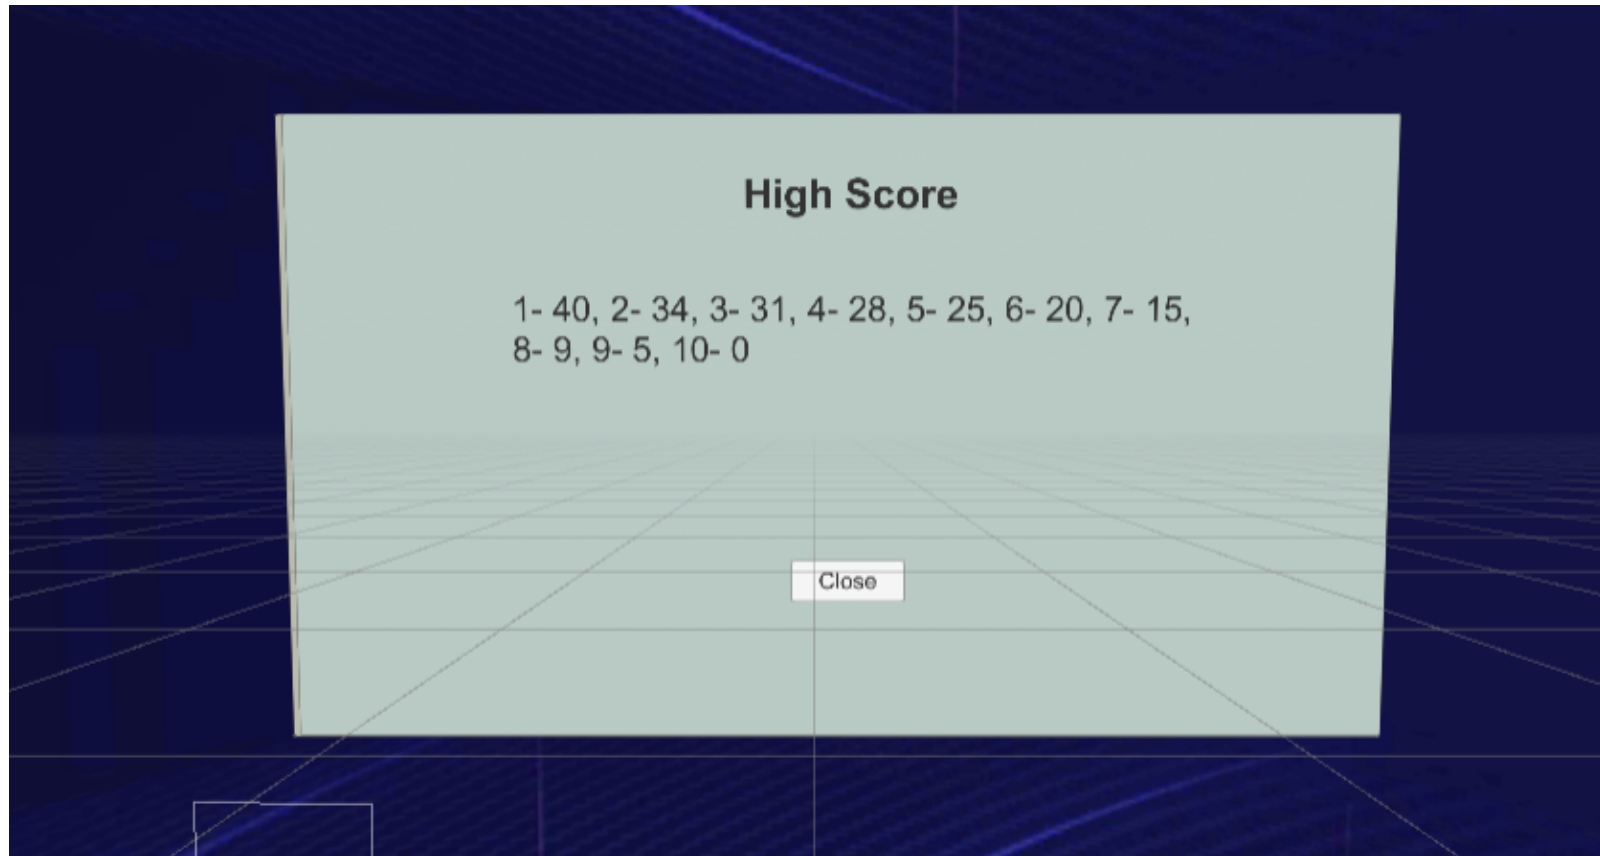 High Score
1- 40, 2- 34, 3- 31, 4- 28, 5- 25, 6- 20, 7- 15,
8- 9, 9- 5, 10- 0
Close